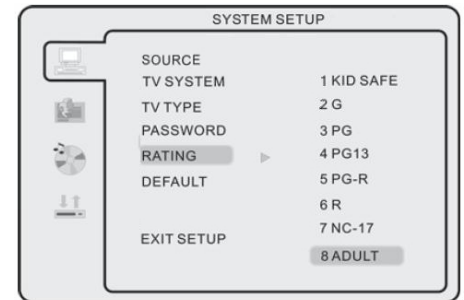 SYSTEM SETUP
SOURCE
TV SYSTEM
TV TYPE
PASSWORD
RATING
DEFAULT
EXIT SETUP
1 KID SAFE
2 G
3 PG
4 PG13
5 PG-R
6 R
7 NC-17
8 ADULT